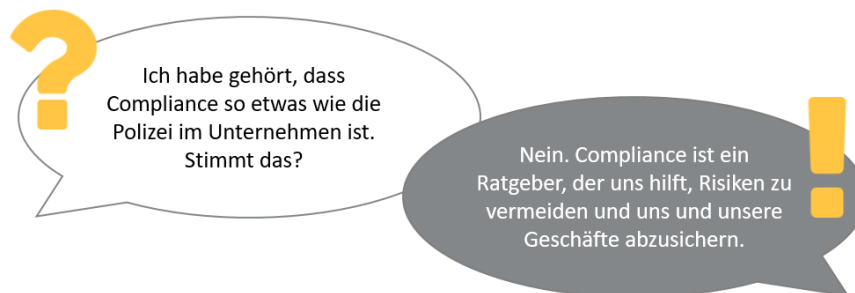 ?
Ich habe gehört, dass
Compliance so etwas wie die
Polizei im Unternehmen ist.
Stimmt das?
!
Nein. Compliance ist ein
Ratgeber, der uns hilft, Risiken zu
vermeiden und uns und unsere
Geschäfte abzusichern.